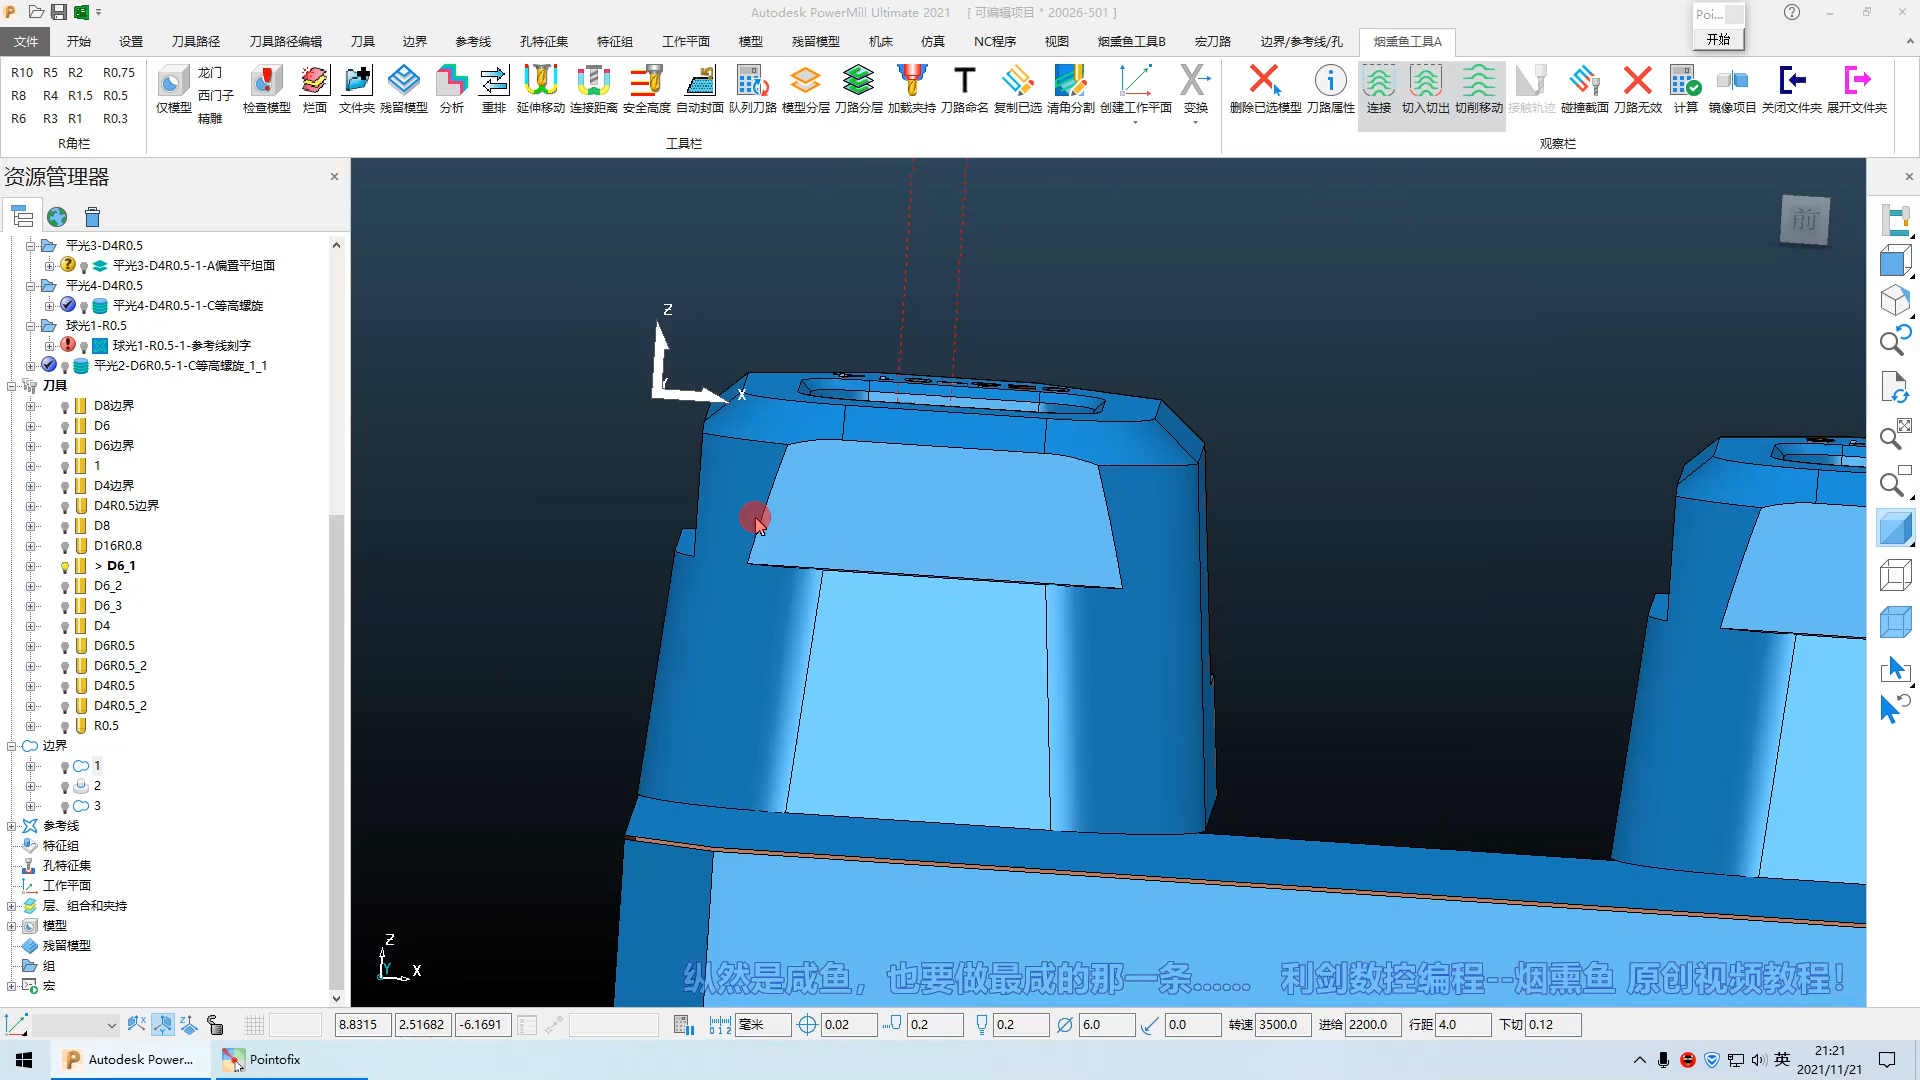 Autodesk PowerMill Ultimate 2021 [ 可编辑项目 * 20026-501 ]
Poi...
开始
文件 开始 设置 刀具路径 刀具路径编辑 刀具 边界 参考线 孔特征集 特征组 工作平面 模型 残留模型 机床 仿真 NC程序 视图 烟熏鱼工具B 宏刀路 边界/参考线/孔 烟熏鱼工具A
R10 R5 R2 R0.75
R8 R4 R1.5 R0.5
R6 R3 R1 R0.3
R角栏
仅模型
龙门
西门子
精雕
检查模型 烂面 文件夹 残留模型 分析 重排 延伸移动 连接距离 安全高度 自动封面 队列刀路 模型分层 刀路分层 加载夹持 刀路命名 复制已选 清角分割 创建工作平面 变换
工具栏
删除已选模型 刀路属性 连接 切入切出 切削移动 接触轨迹 碰撞截面 刀路无效 计算 镜像项目 关闭文件夹 展开文件夹
观察栏
资源管理器
平光3-D4R0.5
平光3-D4R0.5-1-A偏置平坦面
平光4-D4R0.5
平光4-D4R0.5-1-C等高螺旋
球光1-R0.5
球光1-R0.5-1-参考线刻字
平光2-D6R0.5-1-C等高螺旋_1_1
刀具
D8边界
D6
D6边界
1
D4边界
D4R0.5边界
D8
D16R0.8
> D6_1
D6_2
D6_3
D4
D6R0.5
D6R0.5_2
D4R0.5
D4R0.5_2
R0.5
边界
1
2
3
参考线
特征组
孔特征集
工作平面
层、组合和夹持
模型
残留模型
组
宏
前
Z
X
Z
Y
X
纵然是咸鱼，也要做最咸的那一条...... 利剑数控编程--烟熏鱼 原创视频教程！
8.8315 2.51682 -6.1691 毫米 0.02 0.2 0.2 6.0 0.0 转速 3500.0 进给 2200.0 行距 4.0 下切 0.12
Autodesk Power... Pointofix
英
21:21
2021/11/21